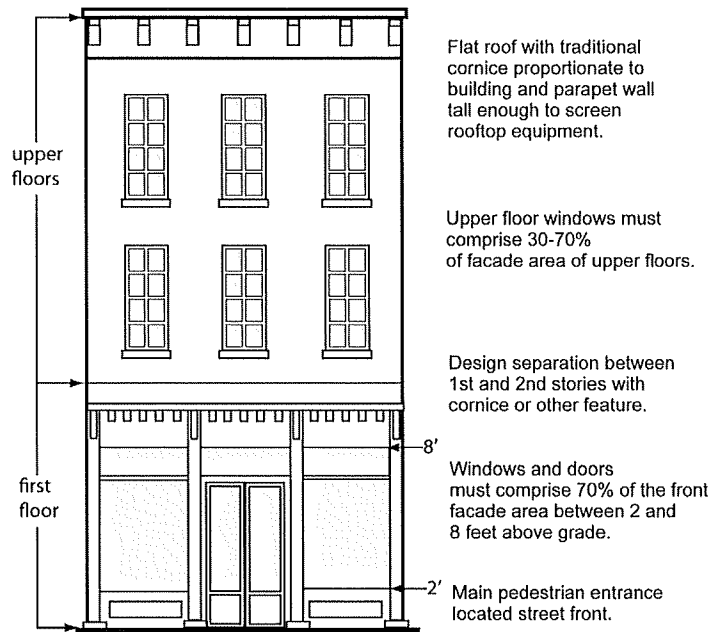 Flat roof with traditional
cornice proportionate to
building and parapet wall
tall enough to screen
rooftop equipment.
upper
floors
Upper floor windows must
comprise 30-70%
of facade area of upper floors.
Design separation between
1st and 2nd stories with
cornice or other feature.
8'
Windows and doors
must comprise 70% of the front
facade area between 2 and
8 feet above grade.
first
floor
2'
Main pedestrian entrance
located street front.